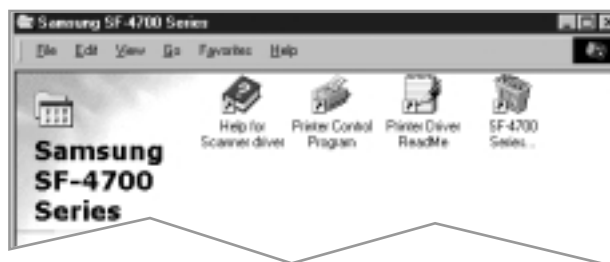 Samsung SF-4700 Series
File Edit View Go Favorites Help
Help for Scanner driver
Printer Control Program
Printer Driver ReadMe
SF-4700 Series...
Samsung
SF-4700
Series